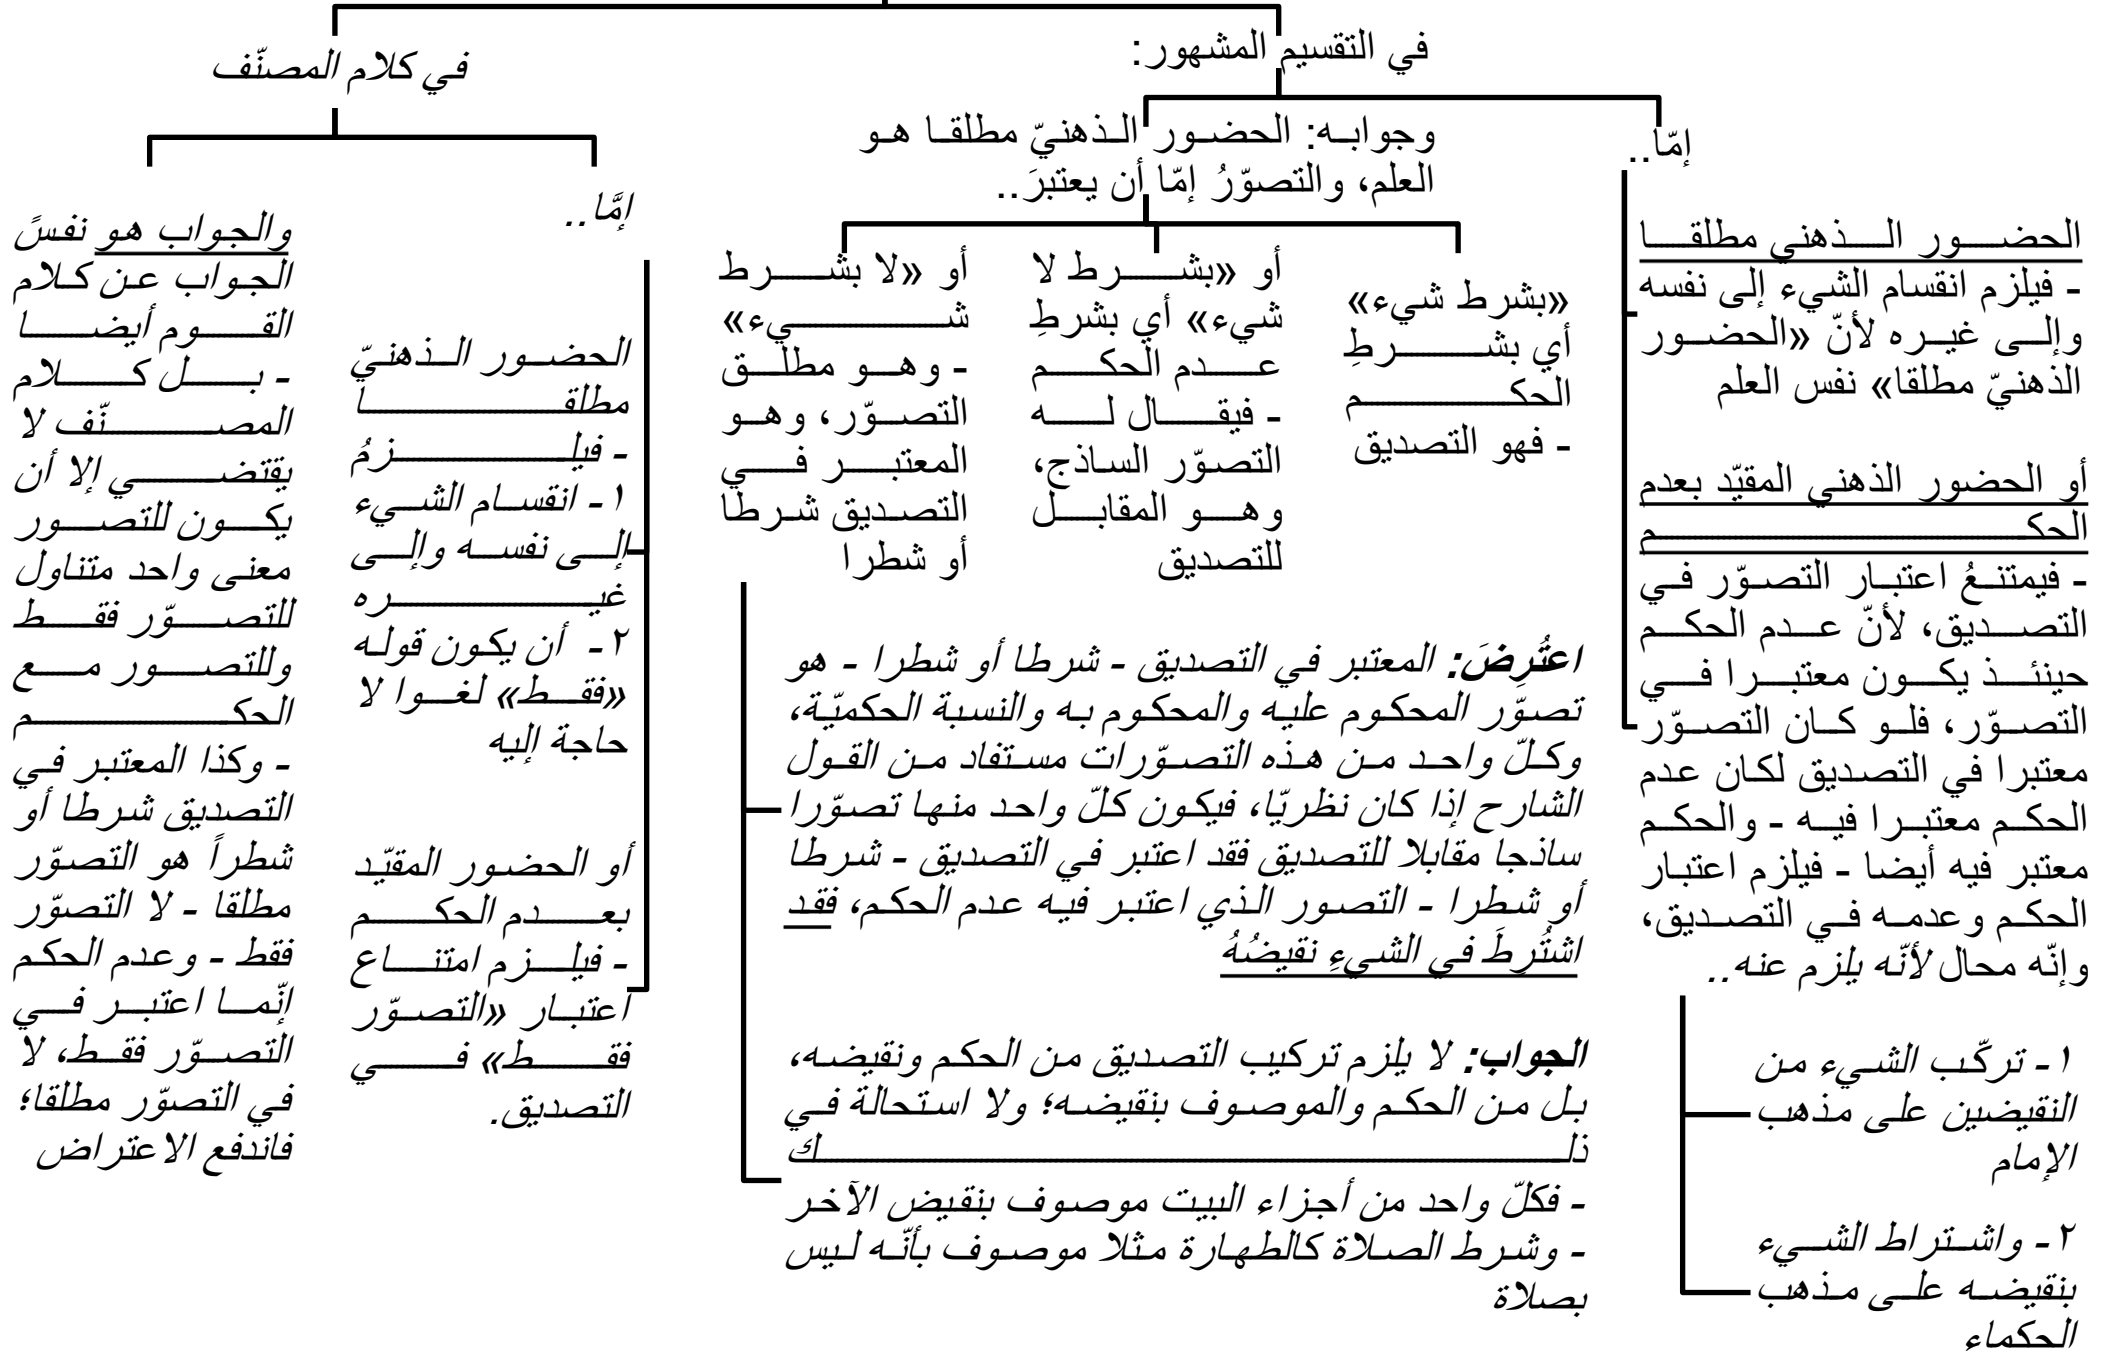 في التقسيم المشهور:
إمّا..
الحضور الذهني مطلقا
- فيلزم انقسام الشيء إلى نفسه
وإلى غيره لأنّ «الحضور
الذهنيّ مطلقا» نفس العلم
أو الحضور الذهني المقيّد بعدم
الحكم
- فيمتنعُ اعتبار التصوّر في
التصديق، لأنّ عدم الحكم
حينئذ يكون معتبرا في
التصوّر، فلو كان التصوّر
معتبرا في التصديق لكان عدم
الحكم معتبرا فيه - والحكم
معتبر فيه أيضا - فيلزم اعتبار
الحكم وعدمه في التصديق،
وإنّه محال لأنّه يلزم عنه..
١ - تركّب الشيء من
النقيضين على مذهب
الإمام
٢ - واشتراط الشيء
بنقيضه على مذهب
الحكماء
وجوابه: الحضور الذهنيّ مطلقا هو
العلم، والتصوّرُ إمّا أن يعتبرَ..
«بشرط شيء»
أي بشرطِ
الحكم
- فهو التصديق
أو «بشرط لا
شيء» أي بشرطِ
عدم الحكم
- فيقال له
التصوّر الساذج،
وهو المقابل
للتصديق
أو «لا بشرط
شيء»
- وهو مطلق
التصوّر، وهو
المعتبر في
التصديق شرطا
أو شطرا
اعتُرِضَ: المعتبر في التصديق - شرطا أو شطرا - هو
تصوّر المحكوم عليه والمحكوم به والنسبة الحكميّة،
وكلّ واحد من هذه التصوّرات مستفاد من القول
الشارح إذا كان نظريّا، فيكون كلّ واحد منها تصوّرا
ساذجا مقابلا للتصديق فقد اعتبر في التصديق - شرطا
أو شطرا - التصور الذي اعتبر فيه عدم الحكم، فقد
اشتُرِطَ في الشيءِ نقيضُهُ
الجواب: لا يلزم تركيب التصديق من الحكم ونقيضه،
بل من الحكم والموصوف بنقيضه؛ ولا استحالة في
ذلك
- فكلّ واحد من أجزاء البيت موصوف بنقيض الآخر
- وشرط الصلاة كالطهارة مثلا موصوف بأنّه ليس
بصلاة
في كلام المصنّف
إمَّا..
الحضور الذهنيّ
مطلقا
- فيلزمُ
١ - انقسام الشيء
إلى نفسه وإلى
غيره
٢ - أن يكون قوله
«فقط» لغوا لا
حاجة إليه
أو الحضور المقيّد
بعدم الحكم
- فيلزم امتناع
اعتبار «التصوّر
فقط» في
التصديق.
والجواب هو نفسً
الجواب عن كلام
القوم أيضا
- بل كلام
المصنّف لا
يقتضي إلا أن
يكون للتصور
معنى واحد متناول
للتصوّر فقط
وللتصور مع
الحكم
- وكذا المعتبر في
التصديق شرطا أو
شطراً هو التصوّر
مطلقا - لا التصوّر
فقط - وعدم الحكم
إنّما اعتبر في
التصوّر فقط، لا
في التصوّر مطلقا؛
فاندفع الاعتراض